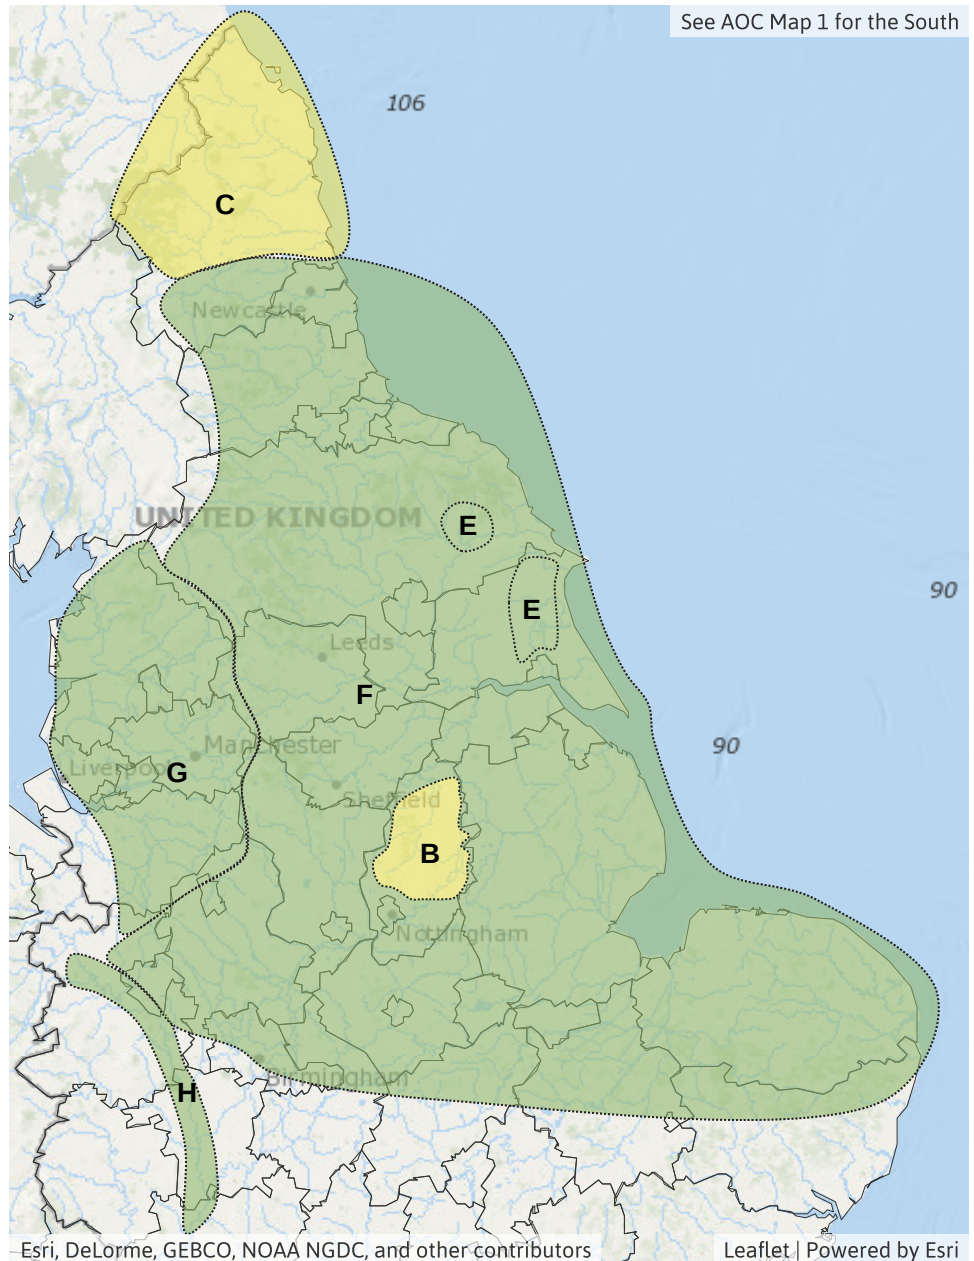 See AOC Map 1 for the South
106
C
Newcastle
UNITED KINGDOM
E
90
E
Leeds
F
90
Manchester
Liverpool
G
Sheffield
B
Nottingham
Birmingham
H
Esri, DeLorme, GEBCO, NOAA NGDC, and other contributors
Leaflet | Powered by Esri